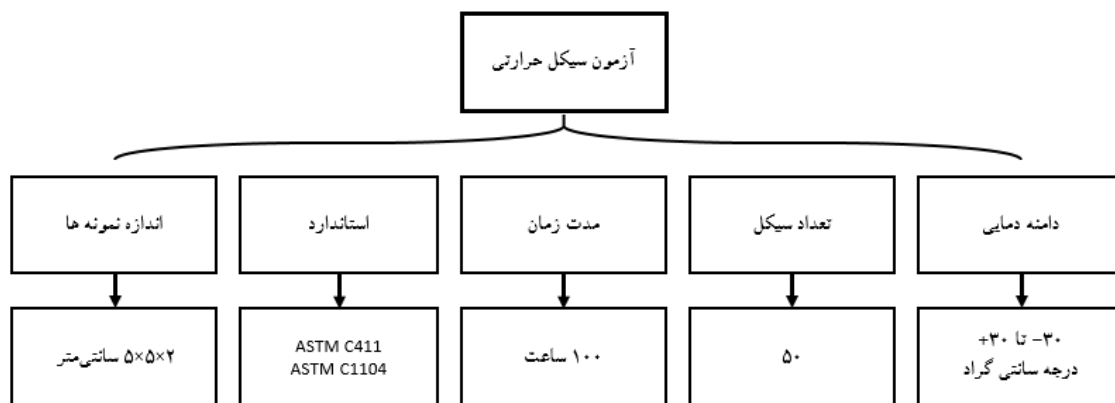 آزمون سیکل حرارتی
دامنه دمایی
تعداد سیکل
مدت زمان
استاندارد
اندازه نمونه ها
۳۰- تا ۳۰+
درجه سانتی گراد
۵۰
۱۰۰ ساعت
ASTM C411
ASTM C1104
۵×۵×۲ سانتی‌متر